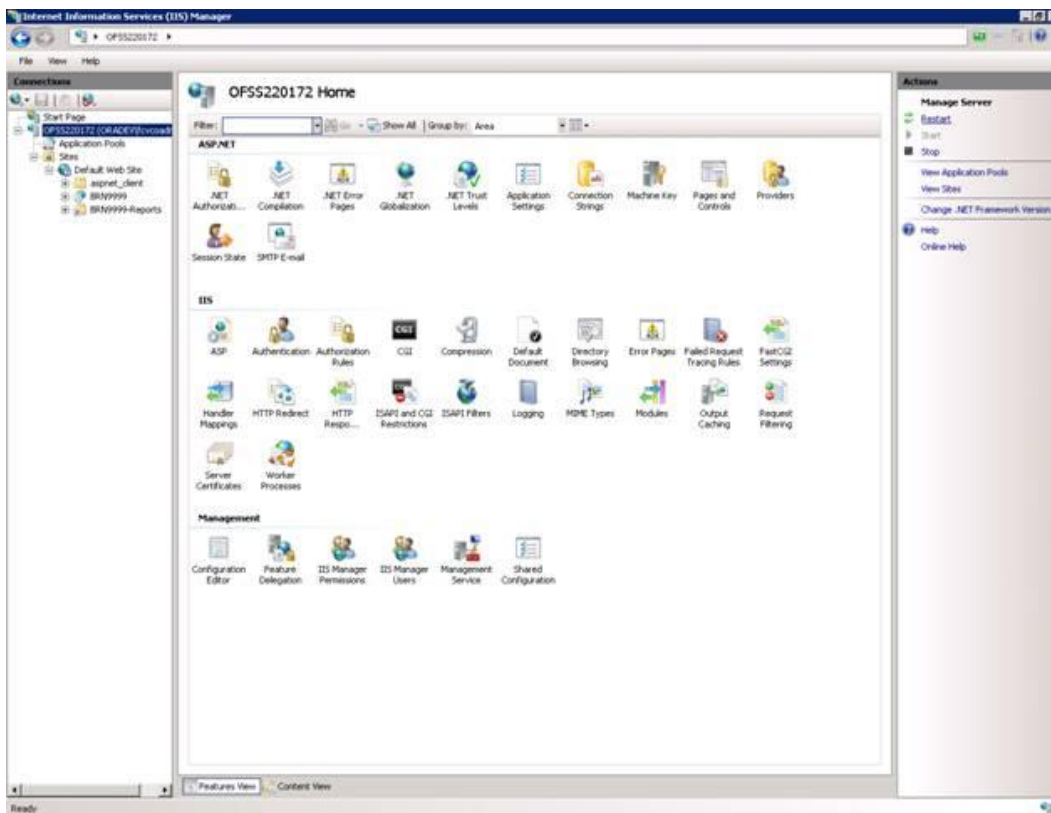 Internet Information Services (IIS) Manager
OFSS220172
File View Help
Connections
Start Page
OFSS220172 (ORADEV\fcvcoadr
Application Pools
Sites
Default Web Site
aspnet_client
BRN9999
BRN9999-Reports
OFSS220172 Home
Filter: Go Show All Group by: Area
ASP.NET
.NET Authorizati...
.NET Compilation
.NET Error Pages
.NET Globalization
.NET Trust Levels
Application Settings
Connection Strings
Machine Key
Pages and Controls
Providers
Session State
SMTP E-mail
IIS
ASP
Authentication
Authorization Rules
CGI
Compression
Default Document
Directory Browsing
Error Pages
Failed Request Tracing Rules
FastCGI Settings
Handler Mappings
HTTP Redirect
HTTP Respo...
ISAPI and CGI Restrictions
ISAPI Filters
Logging
MIME Types
Modules
Output Caching
Request Filtering
Server Certificates
Worker Processes
Management
Configuration Editor
Feature Delegation
IIS Manager Permissions
IIS Manager Users
Management Service
Shared Configuration
Features View Content View
Actions
Manage Server
Restart
Start
Stop
View Application Pools
View Sites
Change .NET Framework Version
Help
Online Help
Ready